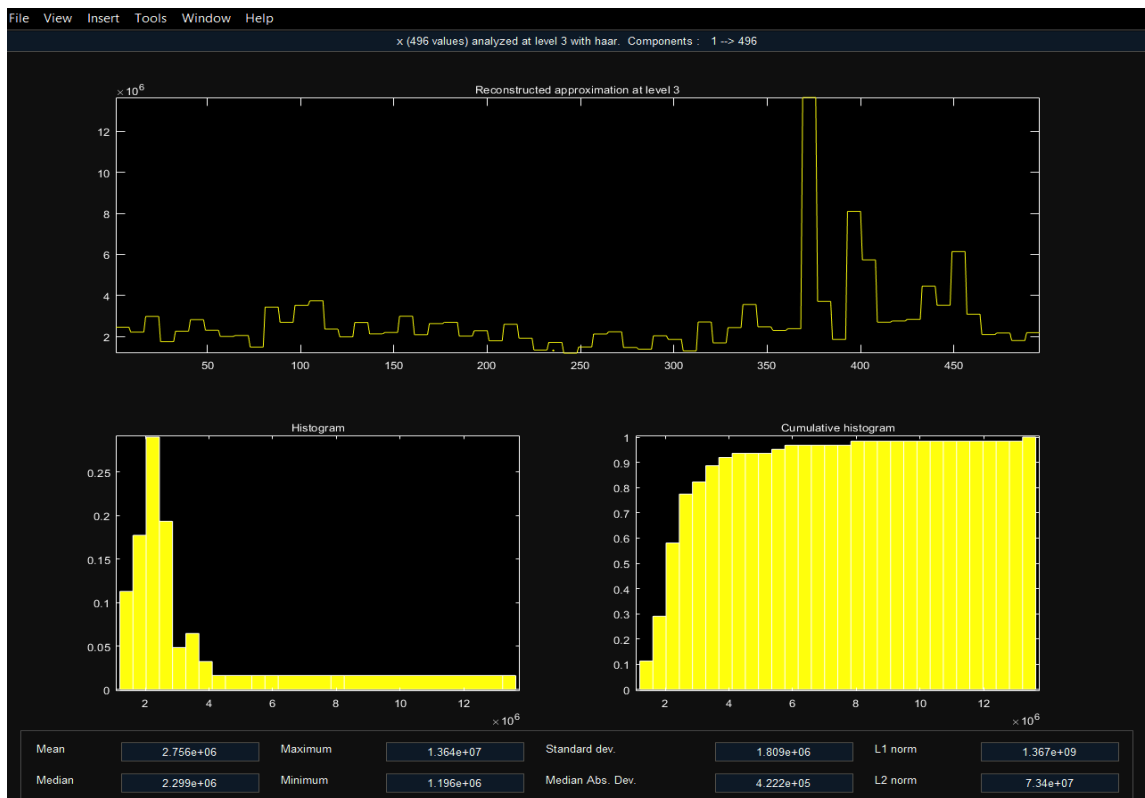 File View Insert Tools Window Help
x (496 values) analyzed at level 3 with haar. Components : 1 --> 496
Reconstructed approximation at level 3
× 10^6
12
10
8
6
4
2
50 100 150 200 250 300 350 400 450
Histogram
0.25
0.2
0.15
0.1
0.05
0
2 4 6 8 10 12
× 10^6
Cumulative histogram
1
0.9
0.8
0.7
0.6
0.5
0.4
0.3
0.2
0.1
0
2 4 6 8 10 12
× 10^6
Mean 2.756e+06 Maximum 1.364e+07 Standard dev. 1.809e+06 L1 norm 1.367e+09
Median 2.299e+06 Minimum 1.196e+06 Median Abs. Dev. 4.222e+05 L2 norm 7.34e+07